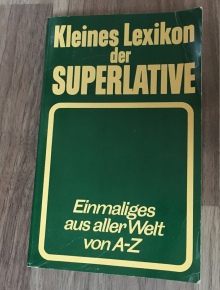 Kleines Lexikon
der
SUPERLATIVE
Einmaliges
aus aller Welt
von A-Z